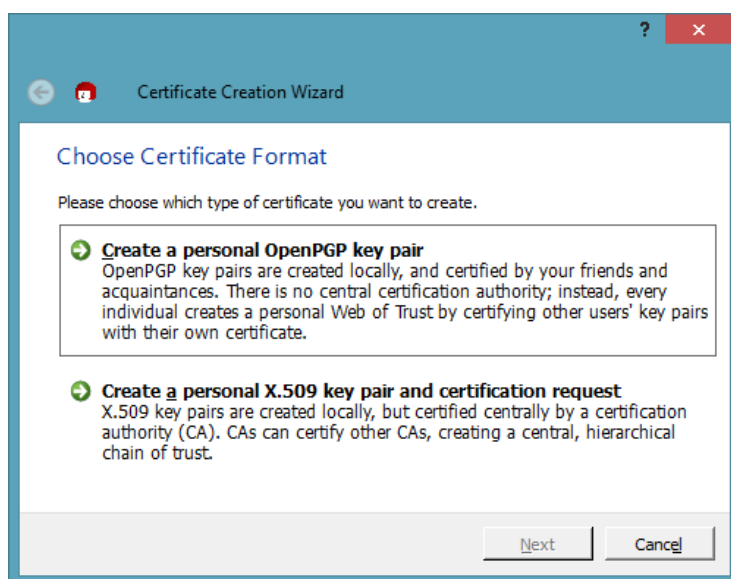 ?
Certificate Creation Wizard
Choose Certificate Format
Please choose which type of certificate you want to create.
Create a personal OpenPGP key pair
OpenPGP key pairs are created locally, and certified by your friends and
acquaintances. There is no central certification authority; instead, every
individual creates a personal Web of Trust by certifying other users' key pairs
with their own certificate.
Create a personal X.509 key pair and certification request
X.509 key pairs are created locally, but certified centrally by a certification
authority (CA). CAs can certify other CAs, creating a central, hierarchical
chain of trust.
Next Cancel